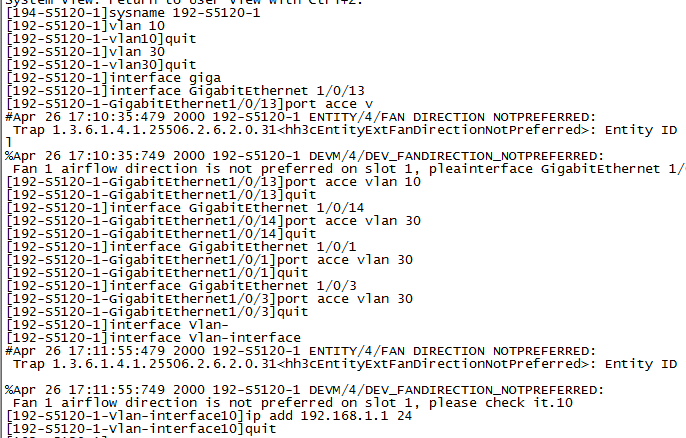 System View: return to User View with Ctrl+Z.
[194-S5120-1]sysname 192-S5120-1
[192-S5120-1]vlan 10
[192-S5120-1-vlan10]quit
[192-S5120-1]vlan 30
[192-S5120-1-vlan30]quit
[192-S5120-1]interface giga
[192-S5120-1]interface GigabitEthernet 1/0/13
[192-S5120-1-GigabitEthernet1/0/13]port acce v
#Apr 26 17:10:35:479 2000 192-S5120-1 ENTITY/4/FAN DIRECTION NOTPREFERRED:
 Trap 1.3.6.1.4.1.25506.2.6.2.0.31<hh3cEntityExtFanDirectionNotPreferred>: Entity ID
]
%Apr 26 17:10:35:749 2000 192-S5120-1 DEVM/4/DEV_FANDIRECTION_NOTPREFERRED:
 Fan 1 airflow direction is not preferred on slot 1, pleainterface GigabitEthernet 1/
[192-S5120-1-GigabitEthernet1/0/13]port acce vlan 10
[192-S5120-1-GigabitEthernet1/0/13]quit
[192-S5120-1]interface GigabitEthernet 1/0/14
[192-S5120-1-GigabitEthernet1/0/14]port acce vlan 30
[192-S5120-1-GigabitEthernet1/0/14]quit
[192-S5120-1]interface GigabitEthernet 1/0/1
[192-S5120-1-GigabitEthernet1/0/1]port acce vlan 30
[192-S5120-1-GigabitEthernet1/0/1]quit
[192-S5120-1]interface GigabitEthernet 1/0/3
[192-S5120-1-GigabitEthernet1/0/3]port acce vlan 30
[192-S5120-1-GigabitEthernet1/0/3]quit
[192-S5120-1]interface Vlan-
[192-S5120-1]interface Vlan-interface
#Apr 26 17:11:55:479 2000 192-S5120-1 ENTITY/4/FAN DIRECTION NOTPREFERRED:
 Trap 1.3.6.1.4.1.25506.2.6.2.0.31<hh3cEntityExtFanDirectionNotPreferred>: Entity ID
%Apr 26 17:11:55:749 2000 192-S5120-1 DEVM/4/DEV_FANDIRECTION_NOTPREFERRED:
 Fan 1 airflow direction is not preferred on slot 1, please check it.10
[192-S5120-1-Vlan-interface10]ip add 192.168.1.1 24
[192-S5120-1-Vlan-interface10]quit